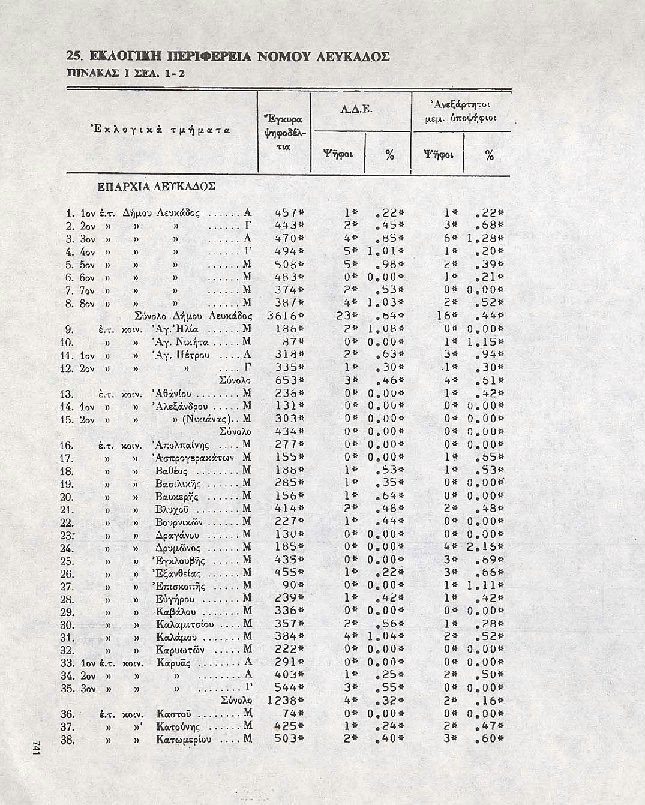 25. ΕΚΛΟΓΙΚΗ ΠΕΡΙΦΕΡΕΙΑ ΝΟΜΟΥ ΛΕΥΚΑΔΟΣ
ΠΙΝΑΚΑΣ 1 ΣΕΛ. 1-2
Ἐκλογικὰ τμήματα Ἔγκυρα ψηφοδέλτια Λ.Δ.Ε. Ἀνεξάρτητοι μεμ. ὑποψήφιοι
Ψῆφοι % Ψῆφοι %
ΕΠΑΡΧΙΑ ΛΕΥΚΑΔΟΣ
1. 1ον ἐ.τ. Δήμου Λευκάδος ...... Α 457* 1* .22* 1* .22*
2. 2ον » » » ...... Γ 443* 2* .45* 3* .68*
3. 3ον » » » ...... Α 470* 4* .85* 6* 1.28*
4. 4ον » » » ...... Γ 494* 5* 1.01* 1* .20*
5. 5ον » » » ...... Μ 508* 5* .98* 2* .39*
6. 6ον » » » ...... Μ 483* 0* 0.00* 1* .21*
7. 7ον » » » ...... Μ 374* 2* .53* 0* 0.00*
8. 8ον » » » ...... Μ 387* 4* 1.03* 2* .52*
Σύνολο Δήμου Λευκάδος 3616* 23* .64* 16* .44*
9. ἐ.τ. κοιν. Ἁγ. Ἠλία ...... Μ 186* 2* 1.08* 0* 0.00*
10. » » Ἁγ. Νικήτα ..... Μ 87* 0* 0.00* 1* 1.15*
11. 1ον » » Ἁγ. Πέτρου .... Α 318* 2* .63* 3* .94*
12. 2ον » » » .... Γ 335* 1* .30* 1* .30*
Σύνολο 653* 3* .46* 4* .61*
13. ἐ.τ. κοιν. Ἀθανίου ........ Μ 238* 0* 0.00* 1* .42*
14. 1ον » » Ἀλεξάνδρου ..... Μ 131* 0* 0.00* 0* 0.00*
15. 2ον » » » (Νικιάνας).. Μ 303* 0* 0.00* 0* 0.00*
Σύνολο 434* 0* 0.00* 0* 0.00*
16. ἐ.τ. κοιν. Ἀπολπαίνης .... Μ 277* 0* 0.00* 0* 0.00*
17. » » Ἀσπρογερακάτων Μ 155* 0* 0.00* 1* .65*
18. » » Βαθέως ........ Μ 188* 1* .53* 1* .53*
19. » » Βασιλικῆς ...... Μ 285* 1* .35* 0* 0.00*
20. » » Βαυκερῆς ...... Μ 156* 1* .64* 0* 0.00*
21. » » Βλυχοῦ ........ Μ 414* 2* .48* 2* .48*
22. » » Βουρνικῶν ...... Μ 227* 1* .44* 0* 0.00*
23. » » Δραγάνου ...... Μ 130* 0* 0.00* 0* 0.00*
24. » » Δρυμῶνος ...... Μ 185* 0* 0.00* 4* 2.16*
25. » » Ἐγκλουβῆς ..... Μ 435* 0* 0.00* 3* .69*
26. » » Ἐξανθείας ...... Μ 455* 1* .22* 3* .66*
27. » » Ἐπισκοπῆς ..... Μ 90* 0* 0.00* 1* 1.11*
28. » » Εὐγήρου ....... Μ 239* 1* .42* 1* .42*
29. » » Καβάλου ....... Μ 336* 0* 0.00* 0* 0.00*
30. » » Καλαμιτσίου .... Μ 357* 2* .56* 1* .28*
31. » » Καλάμου ....... Μ 384* 4* 1.04* 2* .52*
32. » » Καριωτῶν ..... Μ 222* 0* 0.00* 0* 0.00*
33. 1ον ἐ.τ. κοιν. Καρυᾶς ........ Α 291* 0* 0.00* 0* 0.00*
34. 2ον » » » ........ Α 403* 1* .25* 2* .50*
35. 3ον » » » ........ Γ 544* 3* .55* 0* 0.00*
Σύνολο 1238* 4* .32* 2* .16*
36. ἐ.τ. κοιν. Καστοῦ ........ Μ 74* 0* 0.00* 0* 0.00*
37. » » Κατούνης ...... Μ 425* 1* .24* 2* .47*
38. » » Κατωμερίου .... Μ 503* 2* .40* 3* .60*
741